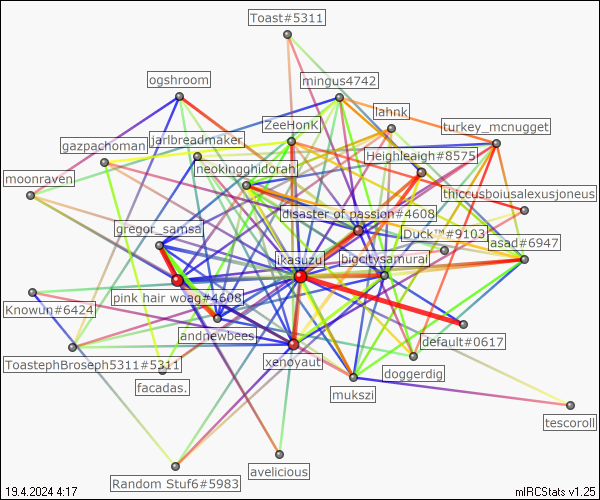 Toast#5311
ogshroom
mingus4742
lahnk
ZeeHonK
turkey_mcnugget
jarlbreadmaker
gazpachoman
Heighleaigh#8575
neokingghidorah
moonraven
thiccusboiusalexusjoneus
disaster of passion#4608
gregor_samsa
Duck™#9103
asad#6947
ikasuzu
bigcitysamurai
pink hair woag#4608
Knowun#6424
andnewbees
default#0617
xenoyaut
ToastephBroseph5311#5311
doggerdig
facadas.
mukszi
tescoroll
avelicious
Random Stuf6#5983
19.4.2024 4:17
mIRCStats v1.25